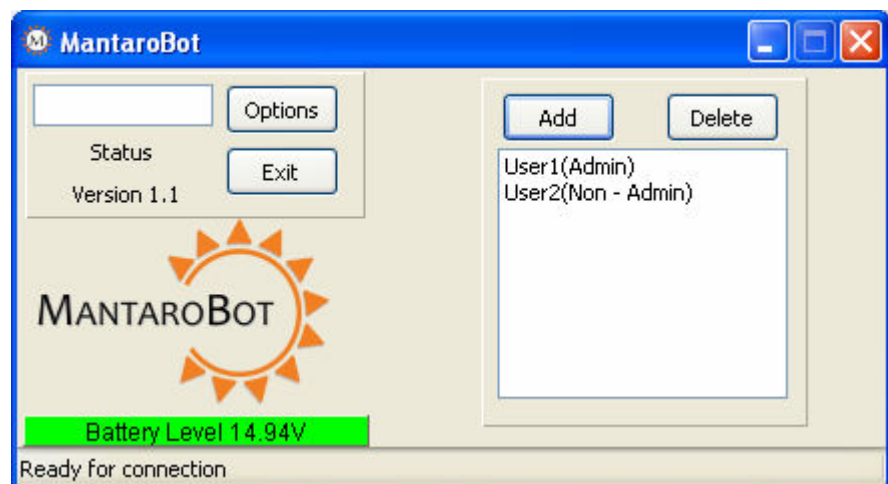 MantaroBot
Options
Status
Exit
Version 1.1
MANTAROBOT
Battery Level 14.94V
Add
Delete
User1(Admin)
User2(Non - Admin)
Ready for connection